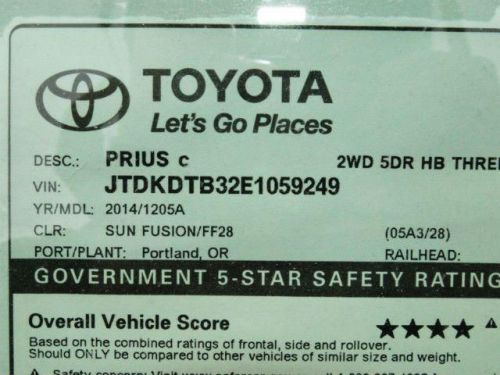 TOYOTA
Let's Go Places
DESC.: PRIUS c 2WD 5DR HB THREE
VIN: JTDKDTB32E1059249
YR/MDL: 2014/1205A
CLR: SUN FUSION/FF28 (05A3/28)
PORT/PLANT: Portland, OR RAILHEAD:
GOVERNMENT 5-STAR SAFETY RATING
Overall Vehicle Score ★★★★
Based on the combined ratings of frontal, side and rollover.
Should ONLY be compared to other vehicles of similar size and weight.
Safety concern? Visit